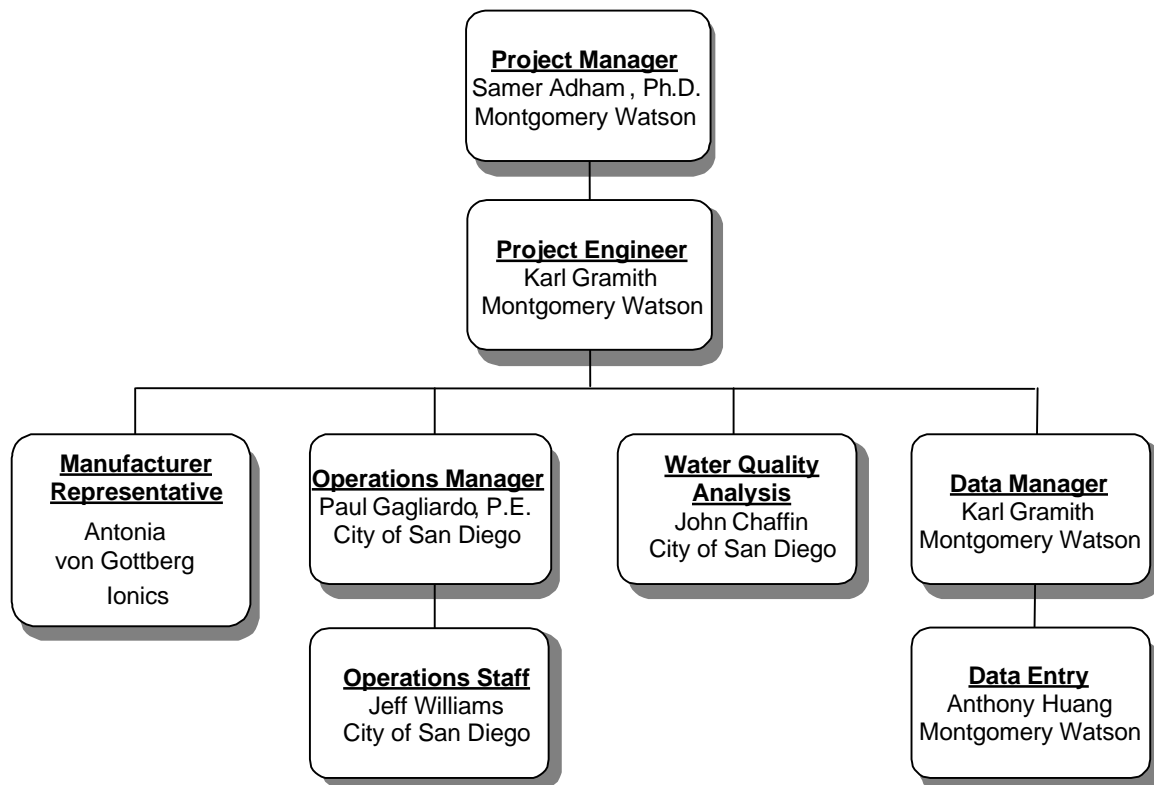 Project Manager
Samer Adham , Ph.D.
Montgomery Watson
Project Engineer
Karl Gramith
Montgomery Watson
Manufacturer
Representative
Antonia
von Gottberg
Ionics
Operations Manager
Paul Gagliardo, P.E.
City of San Diego
Water Quality
Analysis
John Chaffin
City of San Diego
Data Manager
Karl Gramith
Montgomery Watson
Operations Staff
Jeff Williams
City of San Diego
Data Entry
Anthony Huang
Montgomery Watson